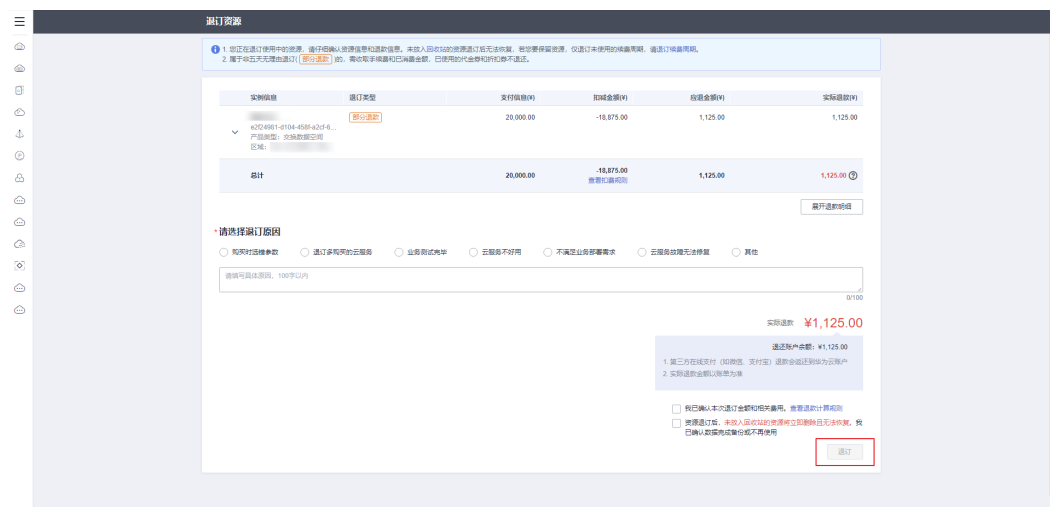 退订资源
1. 您正在退订使用中的资源，请仔细确认资源信息和退款信息。未放入回收站的资源退订后无法恢复，若您要保留资源，仅退订未使用的续费周期，请退订续费周期。
2. 属于非五天无理由退订( 部分退款 )的，需收取手续费和已消费金额，已使用的代金券和折扣券不退还。
实例信息 退订类型 支付信息(¥) 扣减金额(¥) 应退金额(¥) 实际退款(¥)
部分退款 20,000.00 -18,875.00 1,125.00 1,125.00
e2f24981-d104-458f-a2cf-6...
产品类型：交换数据空间
区域：
总计 20,000.00 -18,875.00 1,125.00 1,125.00
查看扣费规则
展开退款明细
*请选择退订原因
购买时选错参数 退订多购买的云服务 业务测试完毕 云服务不好用 不满足业务部署需求 云服务故障无法修复 其他
请填写具体原因，100字以内
0/100
实际退款 ¥1,125.00
退还账户余额：¥1,125.00
1. 第三方在线支付（如微信、支付宝）退款会返还到华为云账户
2. 实际退款金额以账单为准
我已确认本次退订金额和相关费用。查看退款计算规则
资源退订后，未放入回收站的资源将立即删除且无法恢复。我
已确认数据完成备份或不再使用
退订